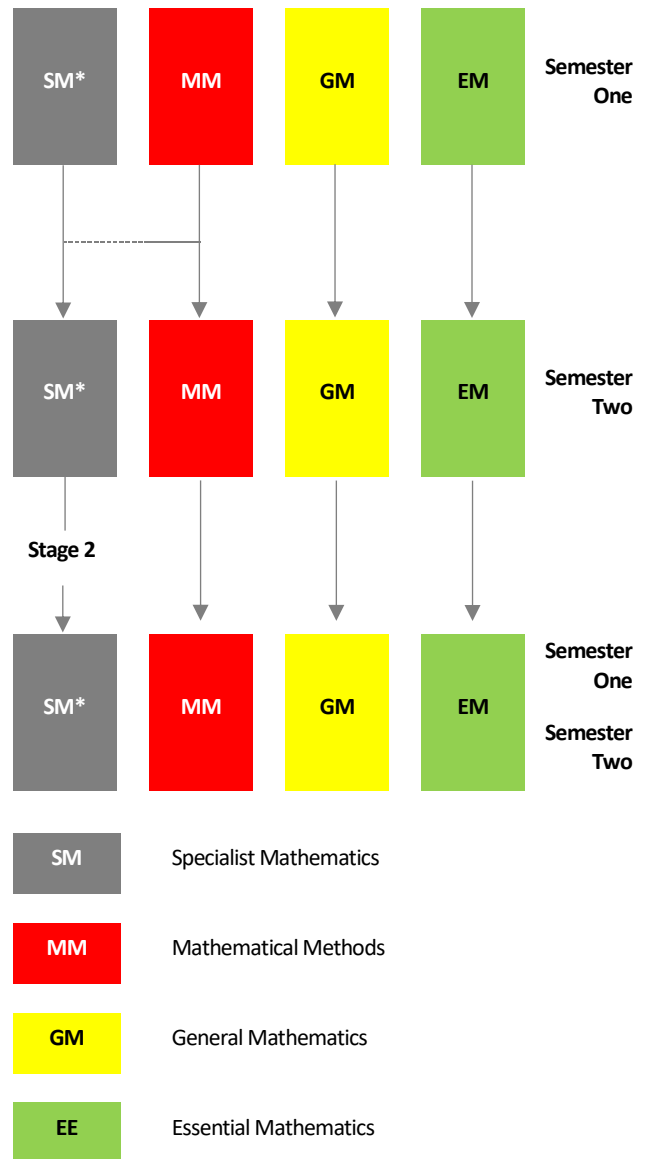 SM*
MM
GM
EM
Semester
One
SM*
MM
GM
EM
Semester
Two
Stage 2
SM*
MM
GM
EM
Semester
One
Semester
Two
SM
Specialist Mathematics
MM
Mathematical Methods
GM
General Mathematics
EE
Essential Mathematics